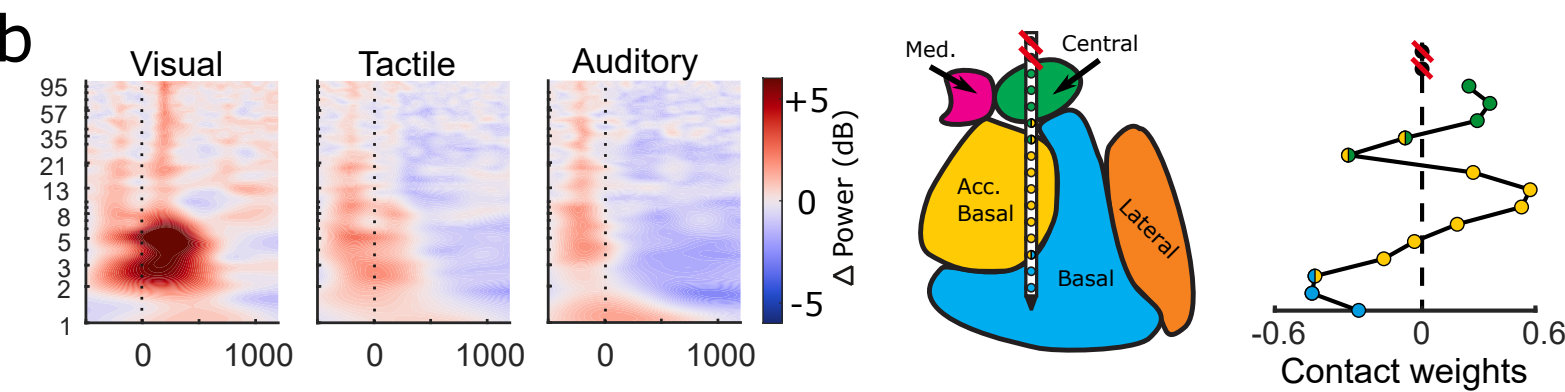 b
Visual
Tactile
Auditory
95
57
35
21
13
8
5
3
2
1
0
1000
0
1000
0
1000
+5
0
-5
Δ Power (dB)
Med.
Central
Acc.
Basal
Basal
Lateral
-0.6
0
0.6
Contact weights